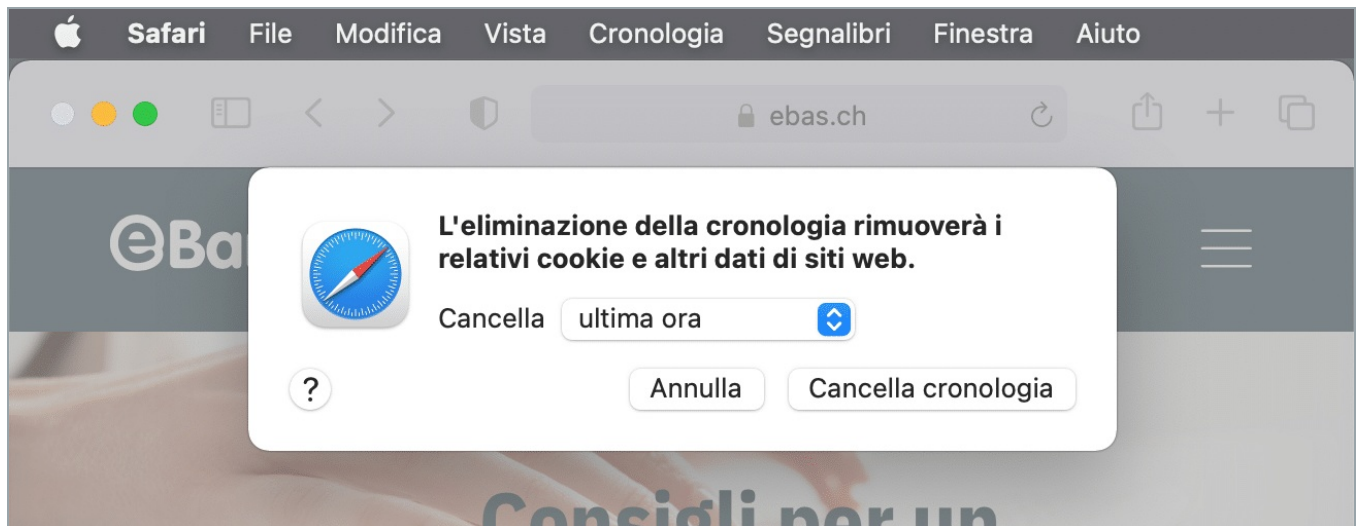 Safari File Modifica Vista Cronologia Segnalibri Finestra Aiuto
ebas.ch
eBa
L'eliminazione della cronologia rimuoverà i
relativi cookie e altri dati di siti web.
Cancella ultima ora
? Annulla Cancella cronologia
Consigli per un